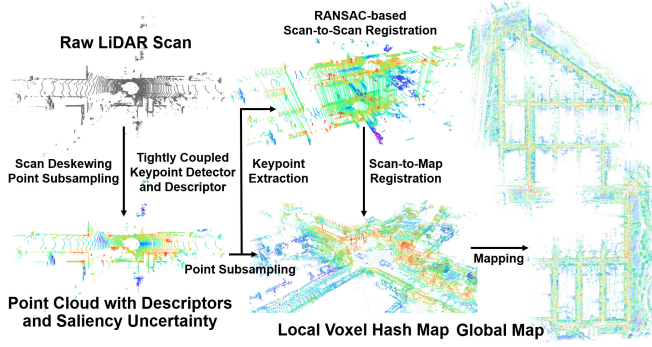 Raw LiDAR Scan
RANSAC-based
Scan-to-Scan Registration
Scan Deskewing
Point Subsampling
Tightly Coupled
Keypoint Detector
and Descriptor
Keypoint
Extraction
Scan-to-Map
Registration
Point Subsampling
Mapping
Point Cloud with Descriptors
and Saliency Uncertainty
Local Voxel Hash Map
Global Map